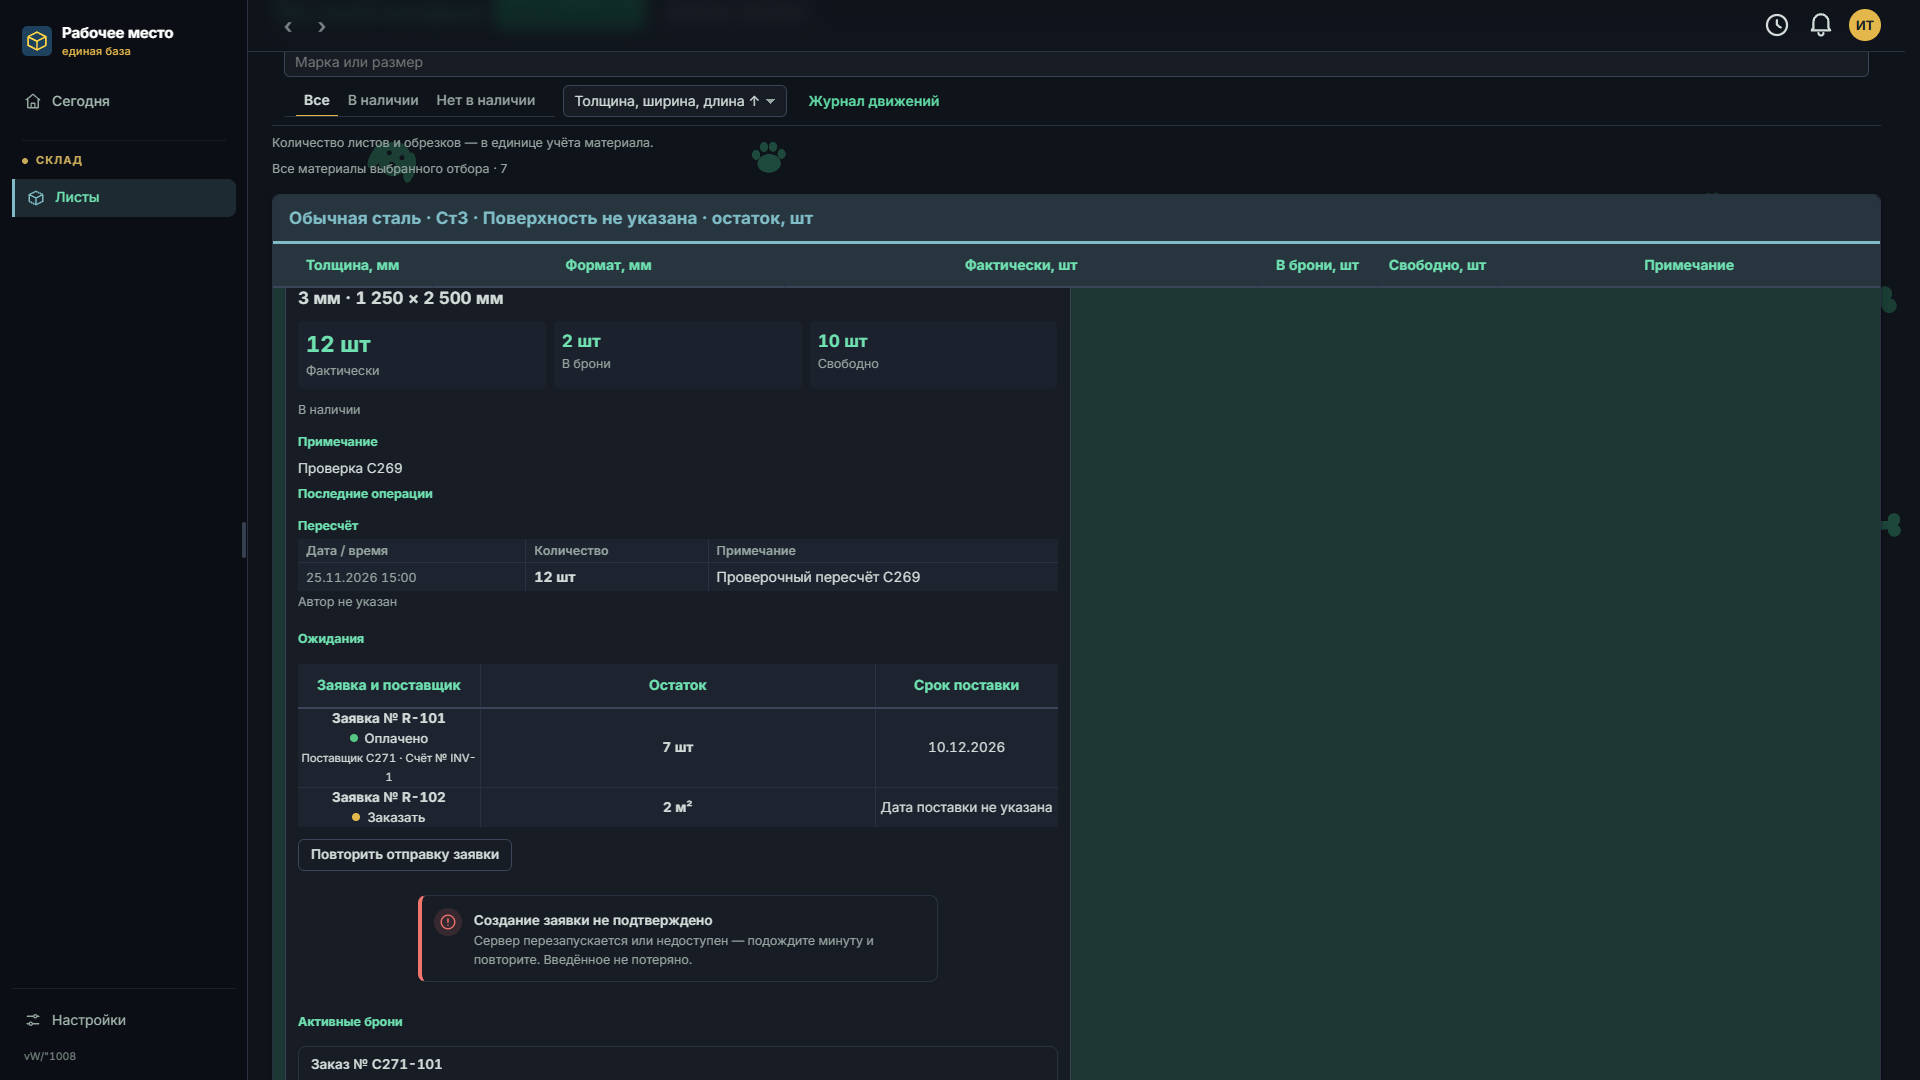 Рабочее место
единая база
ИТ
Сегодня
СКЛАД
Листы
Настройки
vW/"1008
Марка или размер
Все
В наличии
Нет в наличии
Толщина, ширина, длина ↑
Журнал движений
Количество листов и обрезков — в единице учёта материала.
Все материалы выбранного отбора · 7
Обычная сталь · Ст3 · Поверхность не указана · остаток, шт
Толщина, мм
Формат, мм
Фактически, шт
В брони, шт
Свободно, шт
Примечание
3 мм · 1 250 × 2 500 мм
12 шт
Фактически
2 шт
В брони
10 шт
Свободно
В наличии
Примечание
Проверка С269
Последние операции
Пересчёт
Дата / время
Количество
Примечание
25.11.2026 15:00
12 шт
Проверочный пересчёт С269
Автор не указан
Ожидания
Заявка и поставщик
Остаток
Срок поставки
Заявка № R-101
Оплачено
Поставщик С271 · Счёт № INV-
1
7 шт
10.12.2026
Заявка № R-102
Заказать
2 м²
Дата поставки не указана
Повторить отправку заявки
Создание заявки не подтверждено
Сервер перезапускается или недоступен — подождите минуту и
повторите. Введённое не потеряно.
Активные брони
Заказ № С271-101